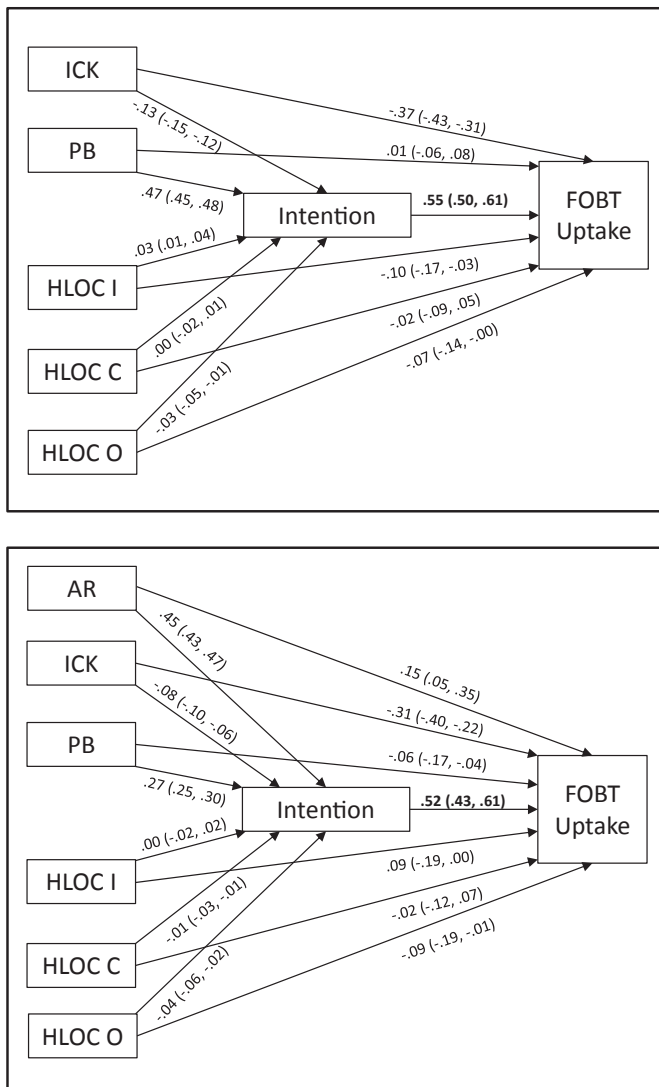 ICK
-.13 (-.15, -.12)
-.37 (-.43, -.31)
PB
.01 (-.06, .08)
.47 (.45, .48)
Intention
.55 (.50, .61)
FOBT
Uptake
.03 (.01, .04)
HLOC I
-.10 (-.17, -.03)
.00 (-.02, .01)
HLOC C
-.02 (-.09, .05)
-.03 (-.05, -.01)
-.07 (-.14, -.00)
HLOC O
AR
.45 (.43, .47)
.15 (.05, .35)
ICK
-.08 (-.10, -.06)
-.31 (-.40, -.22)
PB
-.06 (-.17, -.04)
.27 (.25, .30)
Intention
.52 (.43, .61)
FOBT
Uptake
.00 (-.02, .02)
HLOC I
.09 (-.19, .00)
-.01 (-.03, -.01)
HLOC C
-.02 (-.12, .07)
-.04 (-.06, -.02)
-.09 (-.19, -.01)
HLOC O